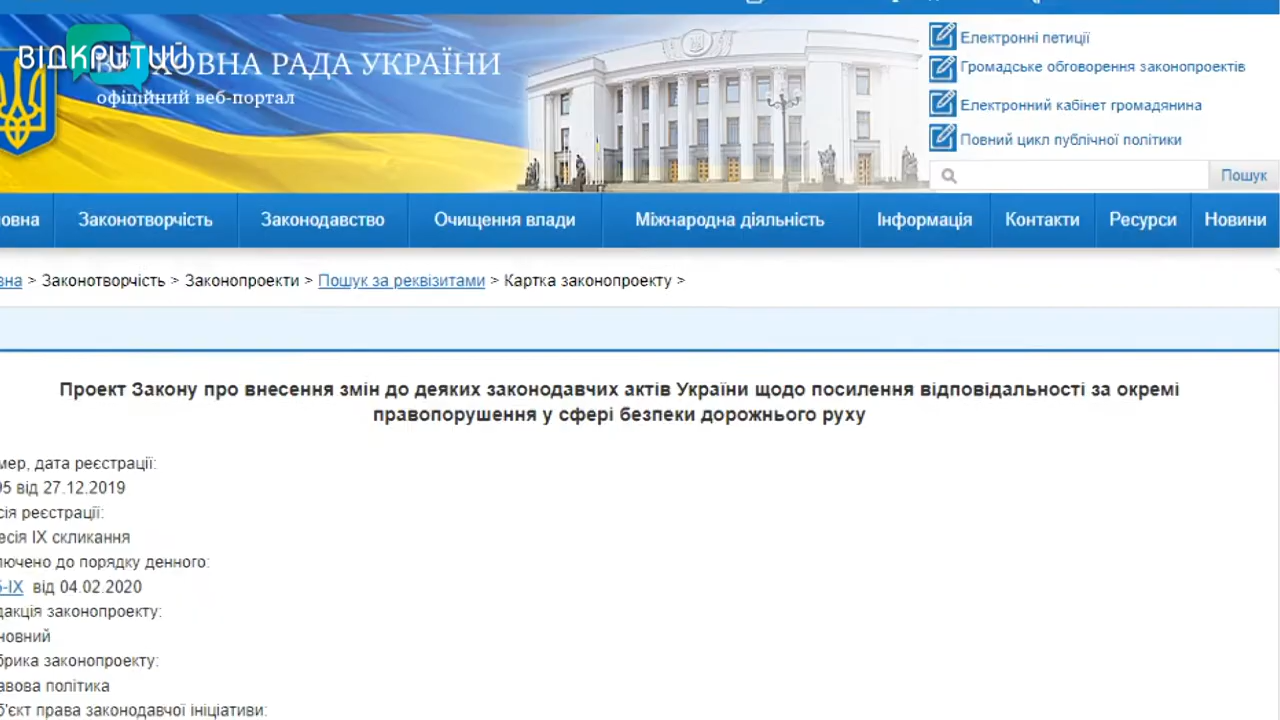 ВІДКРИТИЙ
ВЕРХОВНА РАДА УКРАЇНИ
офіційний веб-портал
Електронні петиції
Громадське обговорення законопроектів
Електронний кабінет громадянина
Повний цикл публічної політики
Пошук
овна Законотворчість Законодавство Очищення влади Міжнародна діяльність Інформація Контакти Ресурси Новини
вна > Законотворчість > Законопроекти > Пошук за реквізитами > Картка законопроекту >
Проект Закону про внесення змін до деяких законодавчих актів України щодо посилення відповідальності за окремі
правопорушення у сфері безпеки дорожнього руху
мер, дата реєстрації:
95 від 27.12.2019
сія реєстрації:
есія IX скликання
лючено до порядку денного:
-IX від 04.02.2020
дакція законопроекту:
новний
брика законопроекту:
авова політика
б'єкт права законодавчої ініціативи: